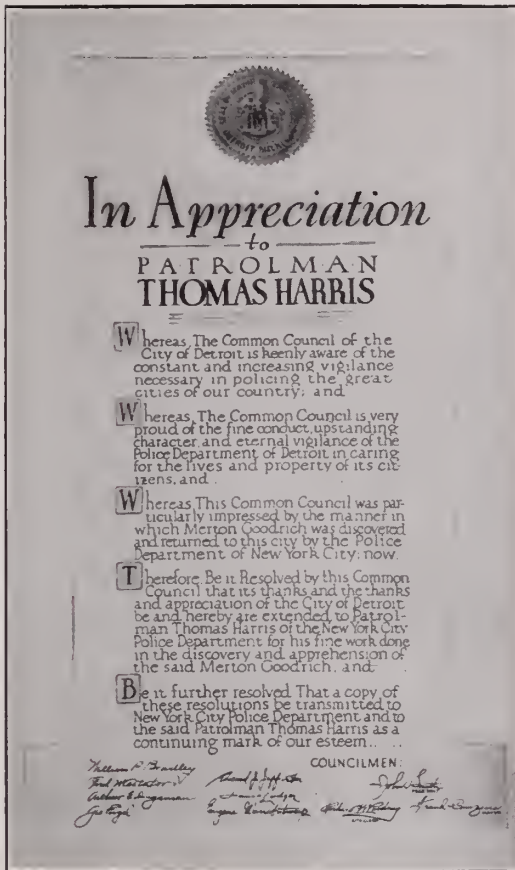 In Appreciation
to
PATROLMAN
THOMAS HARRIS
Whereas, The Common Council of the
City of Detroit is keenly aware of the
constant and increasing vigilance
necessary in policing the great
cities of our country; and
Whereas, The Common Council is very
proud of the fine conduct, upstanding
character, and eternal vigilance of the
Police Department of Detroit in caring
for the lives and property of its cit-
izens, and
Whereas This Common Council was par-
ticularly impressed by the manner in
which Merton Goodrich was discovered
and returned to this city by the Police
Department of New York City; now,
Therefore, Be it Resolved by this Common
Council that its thanks and the thanks
and appreciation of the City of Detroit
be and hereby are extended to Patrol-
man Thomas Harris of the New York City
Police Department for his fine work done
in the discovery and apprehension of
the said Merton Goodrich, and
Be it further resolved That a copy of
these resolutions be transmitted to
New York City Police Department and to
the said Patrolman Thomas Harris as a
continuing mark of our esteem....
COUNCILMEN:
William P. Bradley